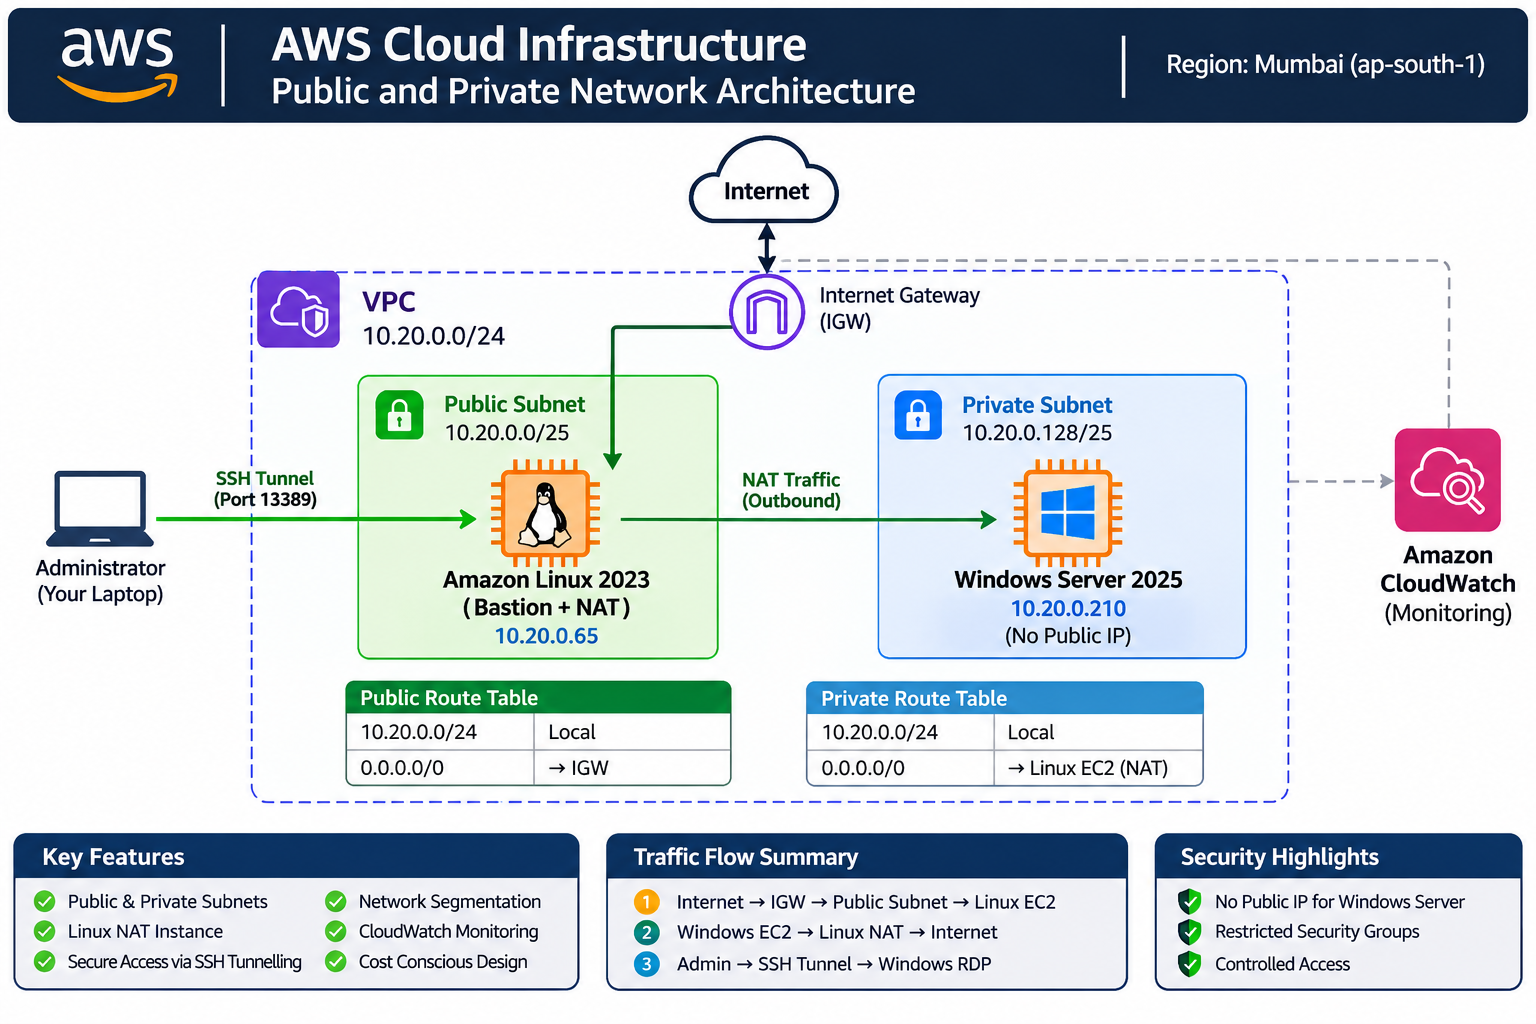 aws
AWS Cloud Infrastructure
Public and Private Network Architecture
Region: Mumbai (ap-south-1)
Internet
Internet Gateway
(IGW)
VPC
10.20.0.0/24
Public Subnet
10.20.0.0/25
Private Subnet
10.20.0.128/25
SSH Tunnel
(Port 13389)
NAT Traffic
(Outbound)
Administrator
(Your Laptop)
Amazon Linux 2023
(Bastion + NAT)
10.20.0.65
Windows Server 2025
10.20.0.210
(No Public IP)
Amazon
CloudWatch
(Monitoring)
Public Route Table
10.20.0.0/24 Local
0.0.0.0/0 → IGW
Private Route Table
10.20.0.0/24 Local
0.0.0.0/0 → Linux EC2 (NAT)
Key Features
Public & Private Subnets
Linux NAT Instance
Secure Access via SSH Tunnelling
Network Segmentation
CloudWatch Monitoring
Cost Conscious Design
Traffic Flow Summary
1 Internet → IGW → Public Subnet → Linux EC2
2 Windows EC2 → Linux NAT → Internet
3 Admin → SSH Tunnel → Windows RDP
Security Highlights
No Public IP for Windows Server
Restricted Security Groups
Controlled Access